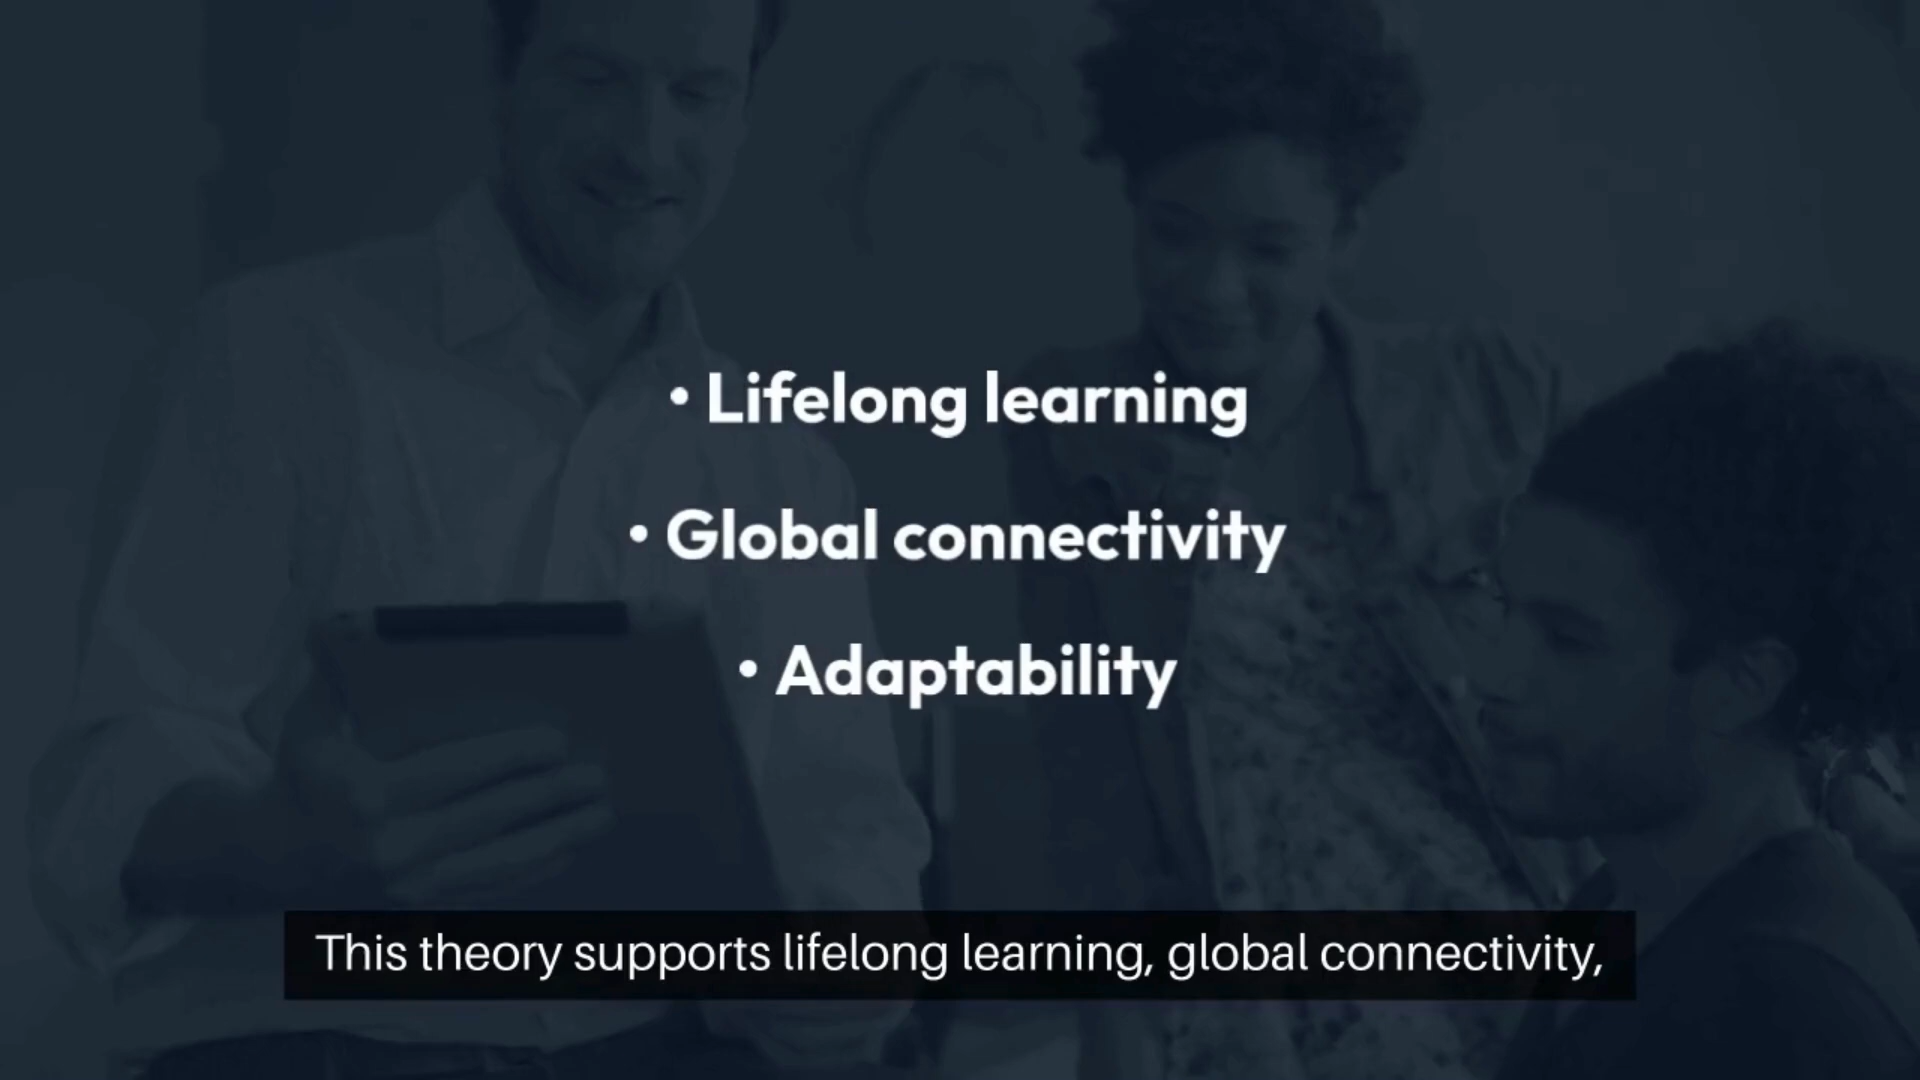 • Lifelong learning
• Global connectivity
• Adaptability
This theory supports lifelong learning, global connectivity,